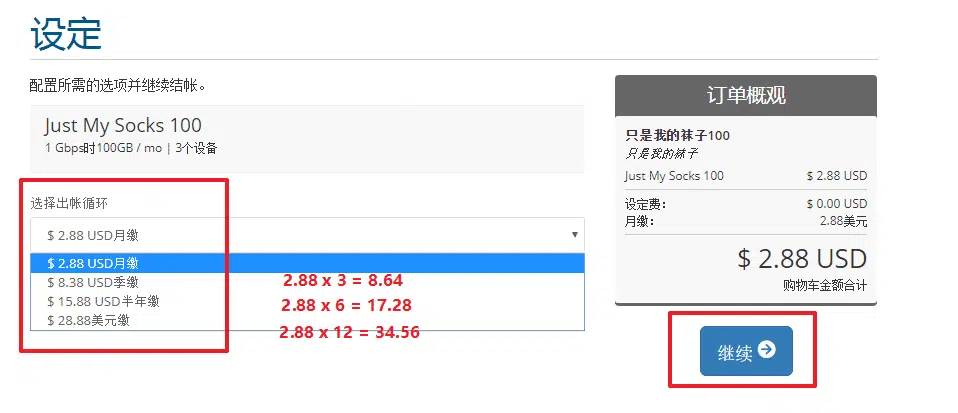 设定
配置所需的选项并继续结帐。
Just My Socks 100
1 Gbps时100GB / mo | 3个设备
选择出帐循环
$ 2.88 USD月缴
$ 2.88 USD月缴
$ 8.38 USD季缴
$ 15.88 USD半年缴
$ 28.88美元缴
2.88 x 3 = 8.64
2.88 x 6 = 17.28
2.88 x 12 = 34.56
订单概观
只是我的袜子100
只是我的袜子
Just My Socks 100 $ 2.88 USD
设定费: $ 0.00 USD
月缴: 2.88美元
$ 2.88 USD
购物车金额合计
继续